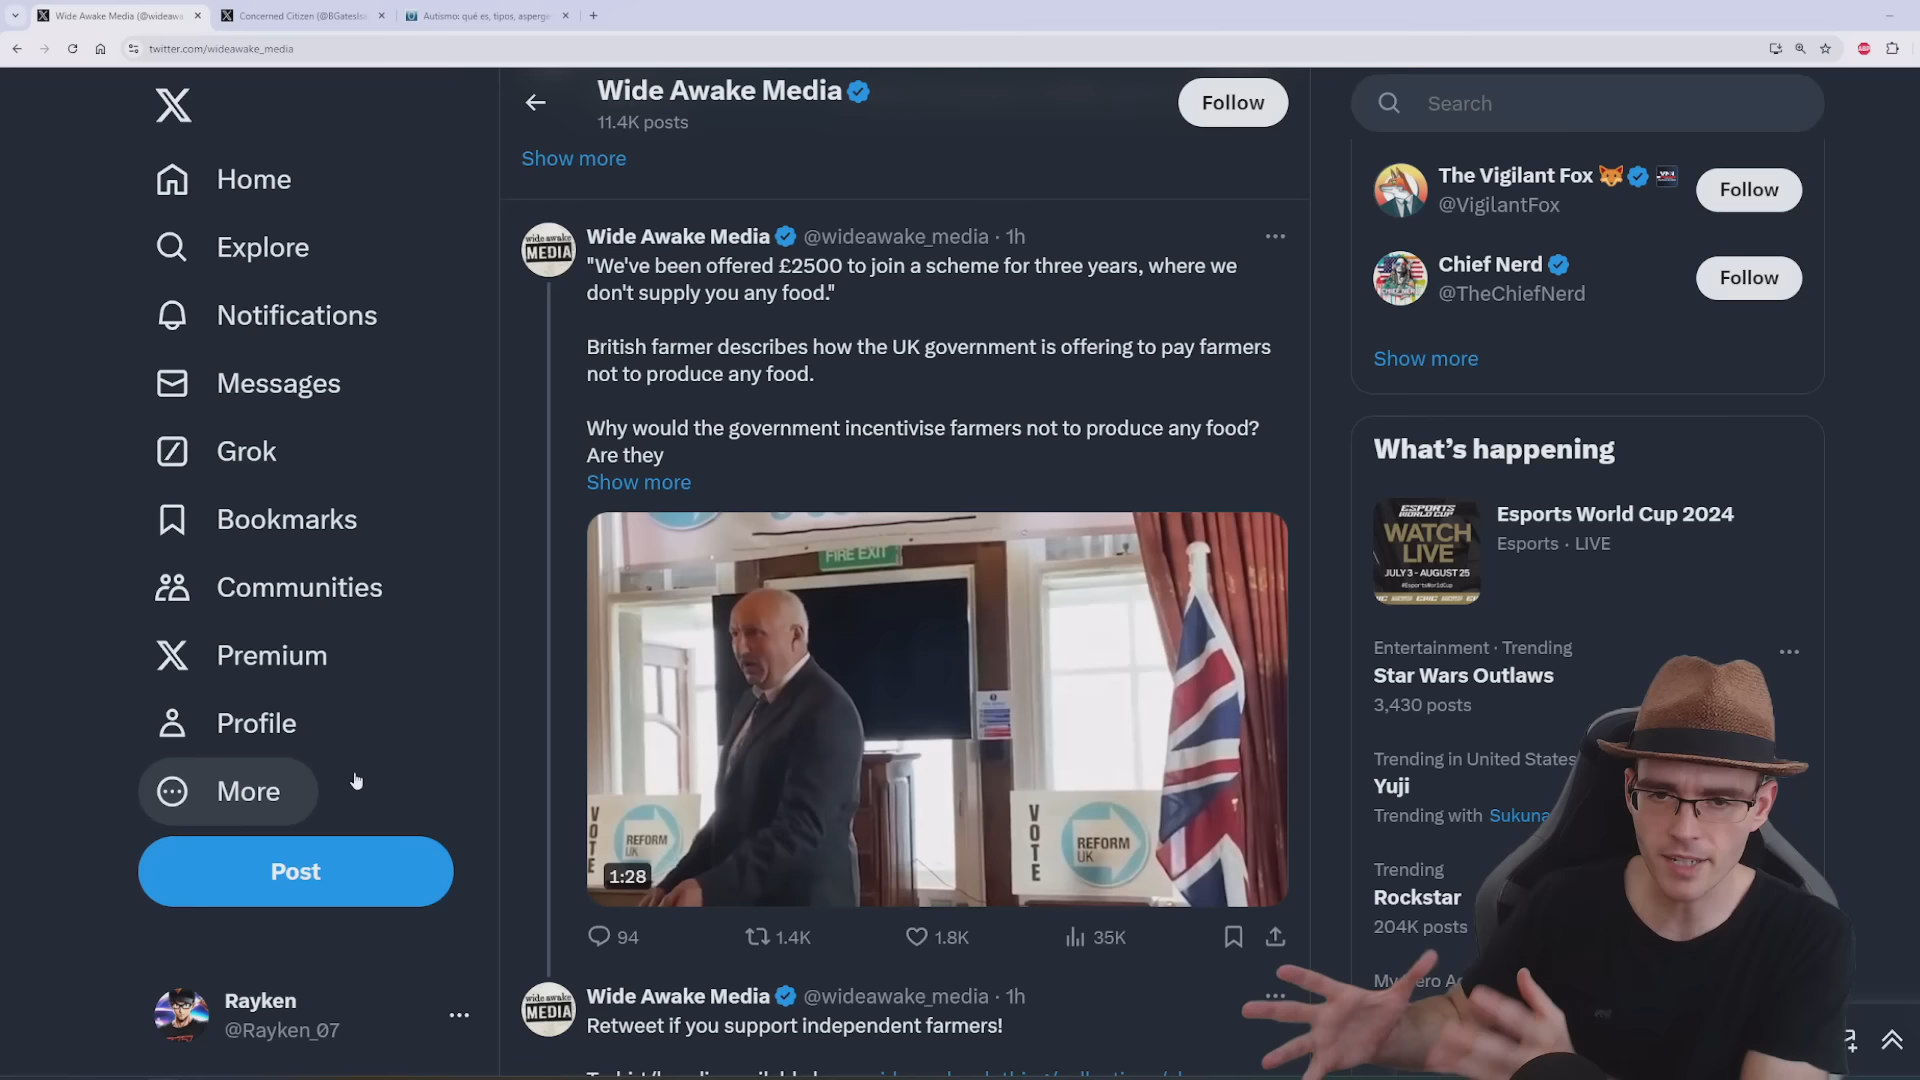 Wide Awake Media (@wideawa
Concerned Citizen (@BGatesIsa
Autismo: qué es, tipos, asperge
twitter.com/wideawake_media
Wide Awake Media
11.4K posts
Follow
Show more
Home
Explore
Notifications
Messages
Grok
Bookmarks
Communities
Premium
Profile
More
Post
Rayken
@Rayken_07
wide awake
MEDIA
Wide Awake Media @wideawake_media · 1h
"We've been offered £2500 to join a scheme for three years, where we
don't supply you any food."
British farmer describes how the UK government is offering to pay farmers
not to produce any food.
Why would the government incentivise farmers not to produce any food?
Are they
Show more
FIRE EXIT
VOTE
REFORM
UK
VOTE
REFORM
UK
1:28
94
1.4K
1.8K
35K
wide awake
MEDIA
Wide Awake Media @wideawake_media · 1h
Retweet if you support independent farmers!
Search
The Vigilant Fox
@VigilantFox
Follow
Chief Nerd
@TheChiefNerd
Follow
Show more
What's happening
ESPORTS
WORLD CUP
WATCH
LIVE
JULY 3 - AUGUST 25
Esports World Cup 2024
Esports · LIVE
Entertainment · Trending
Star Wars Outlaws
3,430 posts
Trending in United States
Yuji
Trending with Sukuna
Trending
Rockstar
204K posts